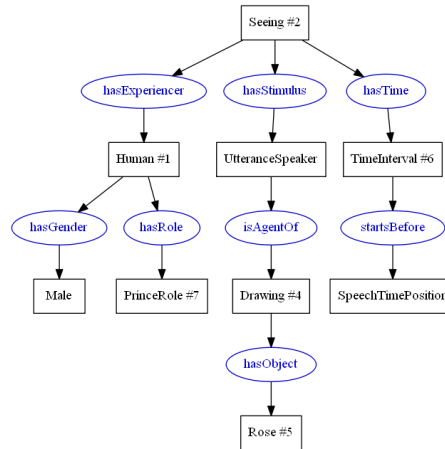 Seeing #2
hasExperiencer hasStimulus hasTime
Human #1 UtteranceSpeaker TimeInterval #6
hasGender hasRole isAgentOf startsBefore
Male PrinceRole #7 Drawing #4 SpeechTimePosition
hasObject
Rose #5